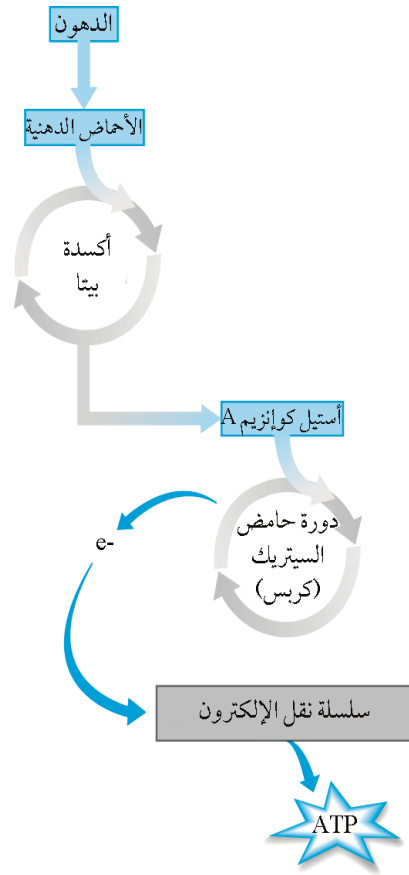 الدهون
الأحماض الدهنية
أكسدة
بيتا
أستيل كوإنزيم A
دورة حامض
السيتريك
(كربس)
e-
سلسلة نقل الإلكترون
ATP